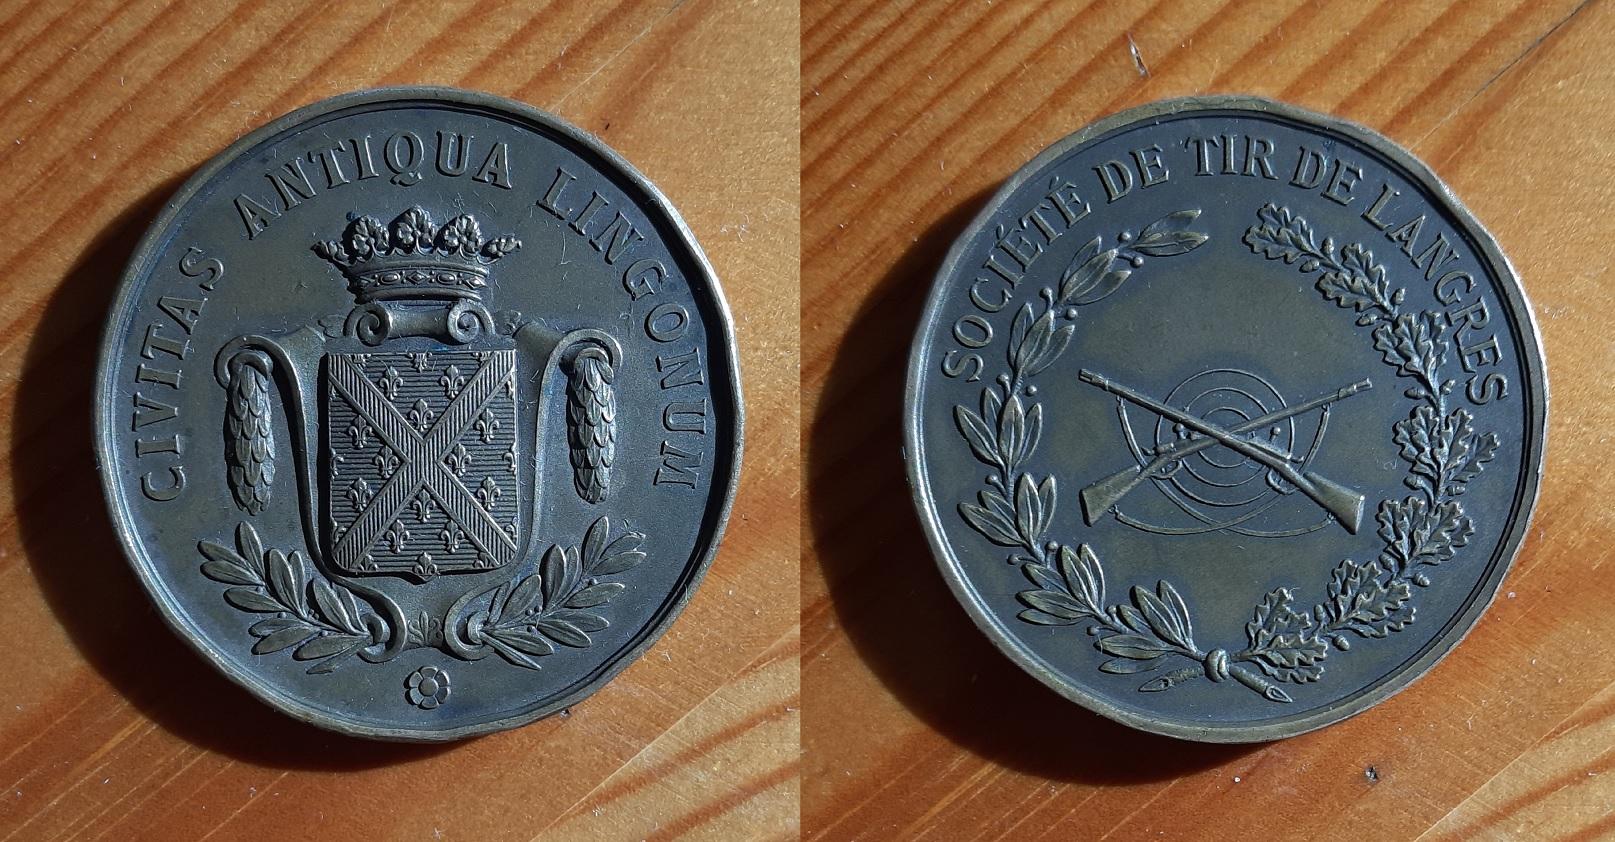 CIVITAS ANTIQUA LINGONUM
SOCIÉTÉ DE TIR DE LANGRES